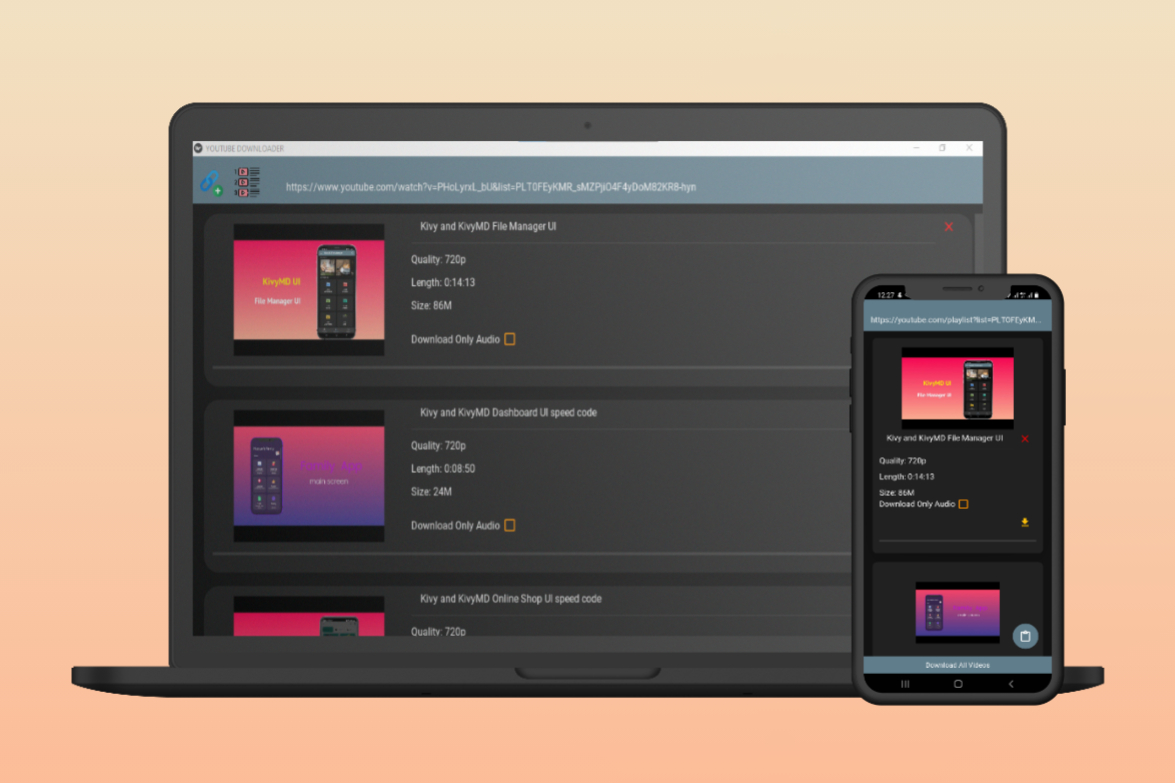 YOUTUBE DOWNLOADER
https://www.youtube.com/watch?v=PHoLyrxL_bU&list=PLT0FEyKMR_sMZPjiO4F4yDoM82KR8-hyn
Kivy and KivyMD File Manager UI
KivyMD UI
File Manager UI
Quality: 720p
Length: 0:14:13
Size: 86M
Download Only Audio
Kivy and KivyMD Dashboard UI speed code
Family App
main screen
Quality: 720p
Length: 0:08:50
Size: 24M
Download Only Audio
Kivy and KivyMD Online Shop UI speed code
Quality: 720p
12:27
https://youtube.com/playlist?list=PLT0FEyKM...
KivyMD UI
File Manager UI
Kivy and KivyMD File Manager UI
Quality: 720p
Length: 0:14:13
Size: 86M
Download Only Audio
Download All Videos